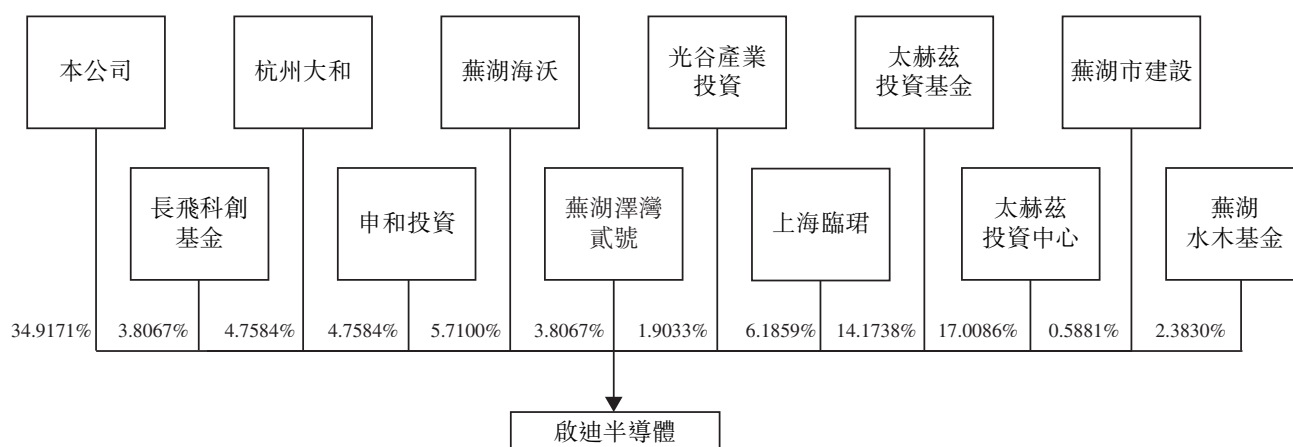 本公司
杭州大和
蕪湖海沃
光谷產業
投資
太赫茲
投資基金
蕪湖市建設
長飛科創
基金
申和投資
蕪湖澤灣
貳號
上海臨珺
太赫茲
投資中心
蕪湖
水木基金
34.9171%
3.8067%
4.7584%
4.7584%
5.7100%
3.8067%
1.9033%
6.1859%
14.1738%
17.0086%
0.5881%
2.3830%
啟迪半導體